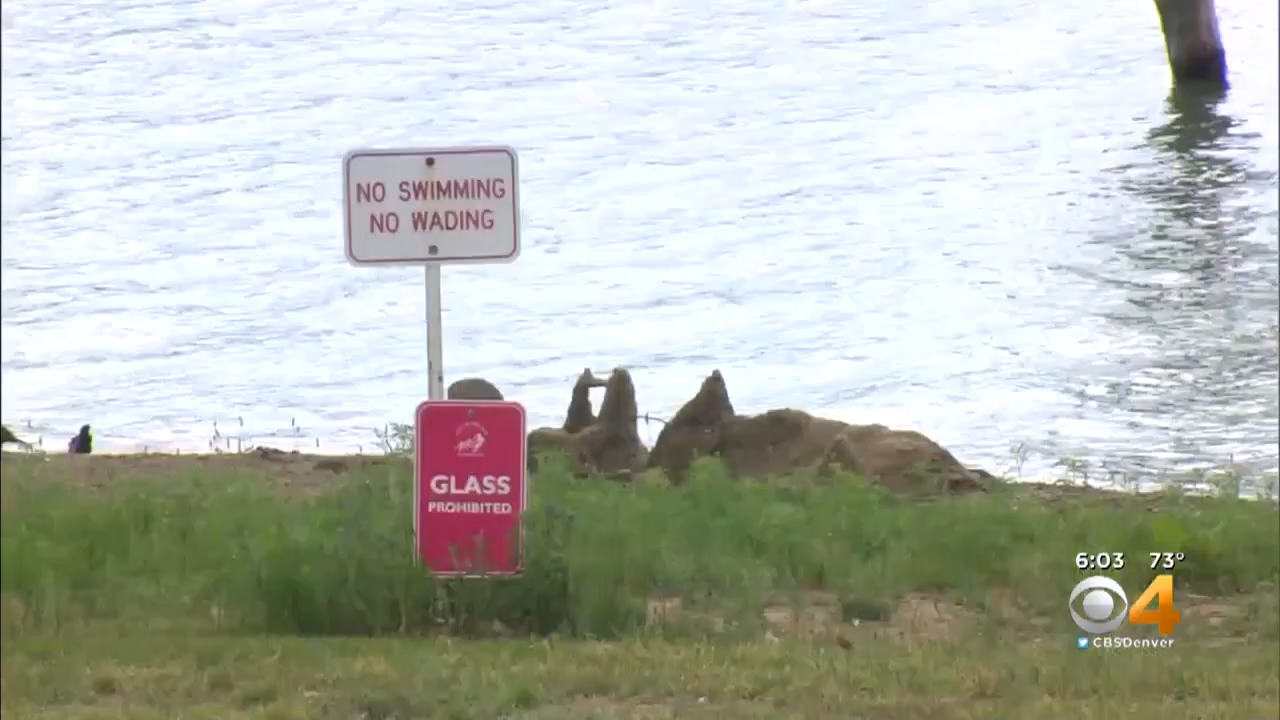 NO SWIMMING
NO WADING
GLASS
PROHIBITED
6:03 73°
4
CBSDenver